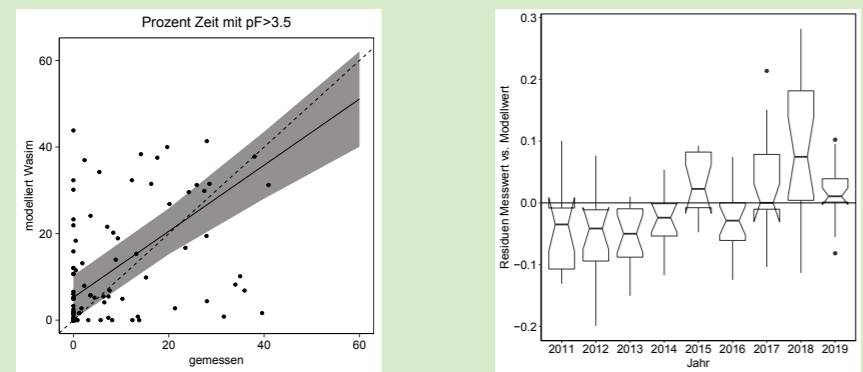 Prozent Zeit mit pF>3.5
modelliert Wasim
60
40
20
0
0
20
40
60
gemessen
Residuen Messwert vs. Modellwert
0.3
0.2
0.1
0.0
−0.1
−0.2
2011 2012 2013 2014 2015 2016 2017 2018 2019
Jahr